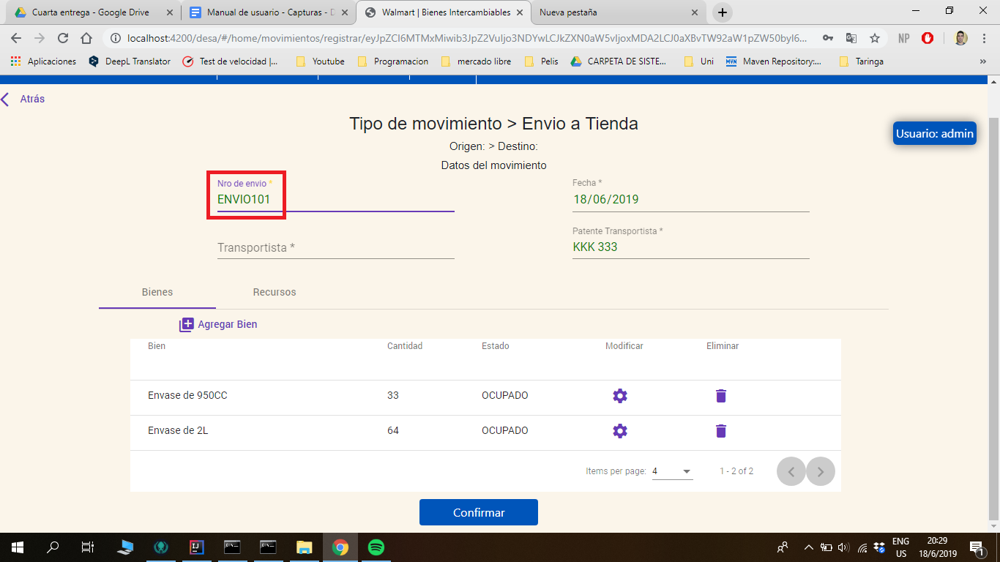 Cuarta entrega - Google Drive
Manual de usuario - Capturas - D
Walmart | Bienes Intercambiables
Nueva pestaña
localhost:4200/desa/#/home/movimientos/registrar/eyJpZCI6MTMxMiwib3JpZ2VuIjo3NDYwLCJkZXN0aW5vIjoxMDA2LCJ0aXBvTW92aW1pZW50byI6...
NP
Aplicaciones
DeepL Translator
Test de velocidad |...
Youtube
Programacion
mercado libre
Pelis
CARPETA DE SISTE...
Uni
MVN
Maven Repository:...
Taringa
»
Atrás
Tipo de movimiento > Envio a Tienda
Usuario: admin
Origen: > Destino:
Datos del movimiento
Nro de envio *
ENVIO101
Fecha *
18/06/2019
Transportista *
Patente Transportista *
KKK 333
Bienes
Recursos
Agregar Bien
Bien Cantidad Estado Modificar Eliminar
Envase de 950CC 33 OCUPADO
Envase de 2L 64 OCUPADO
Items per page: 4 1 - 2 of 2
Confirmar
ENG
US
20:29
18/6/2019
1